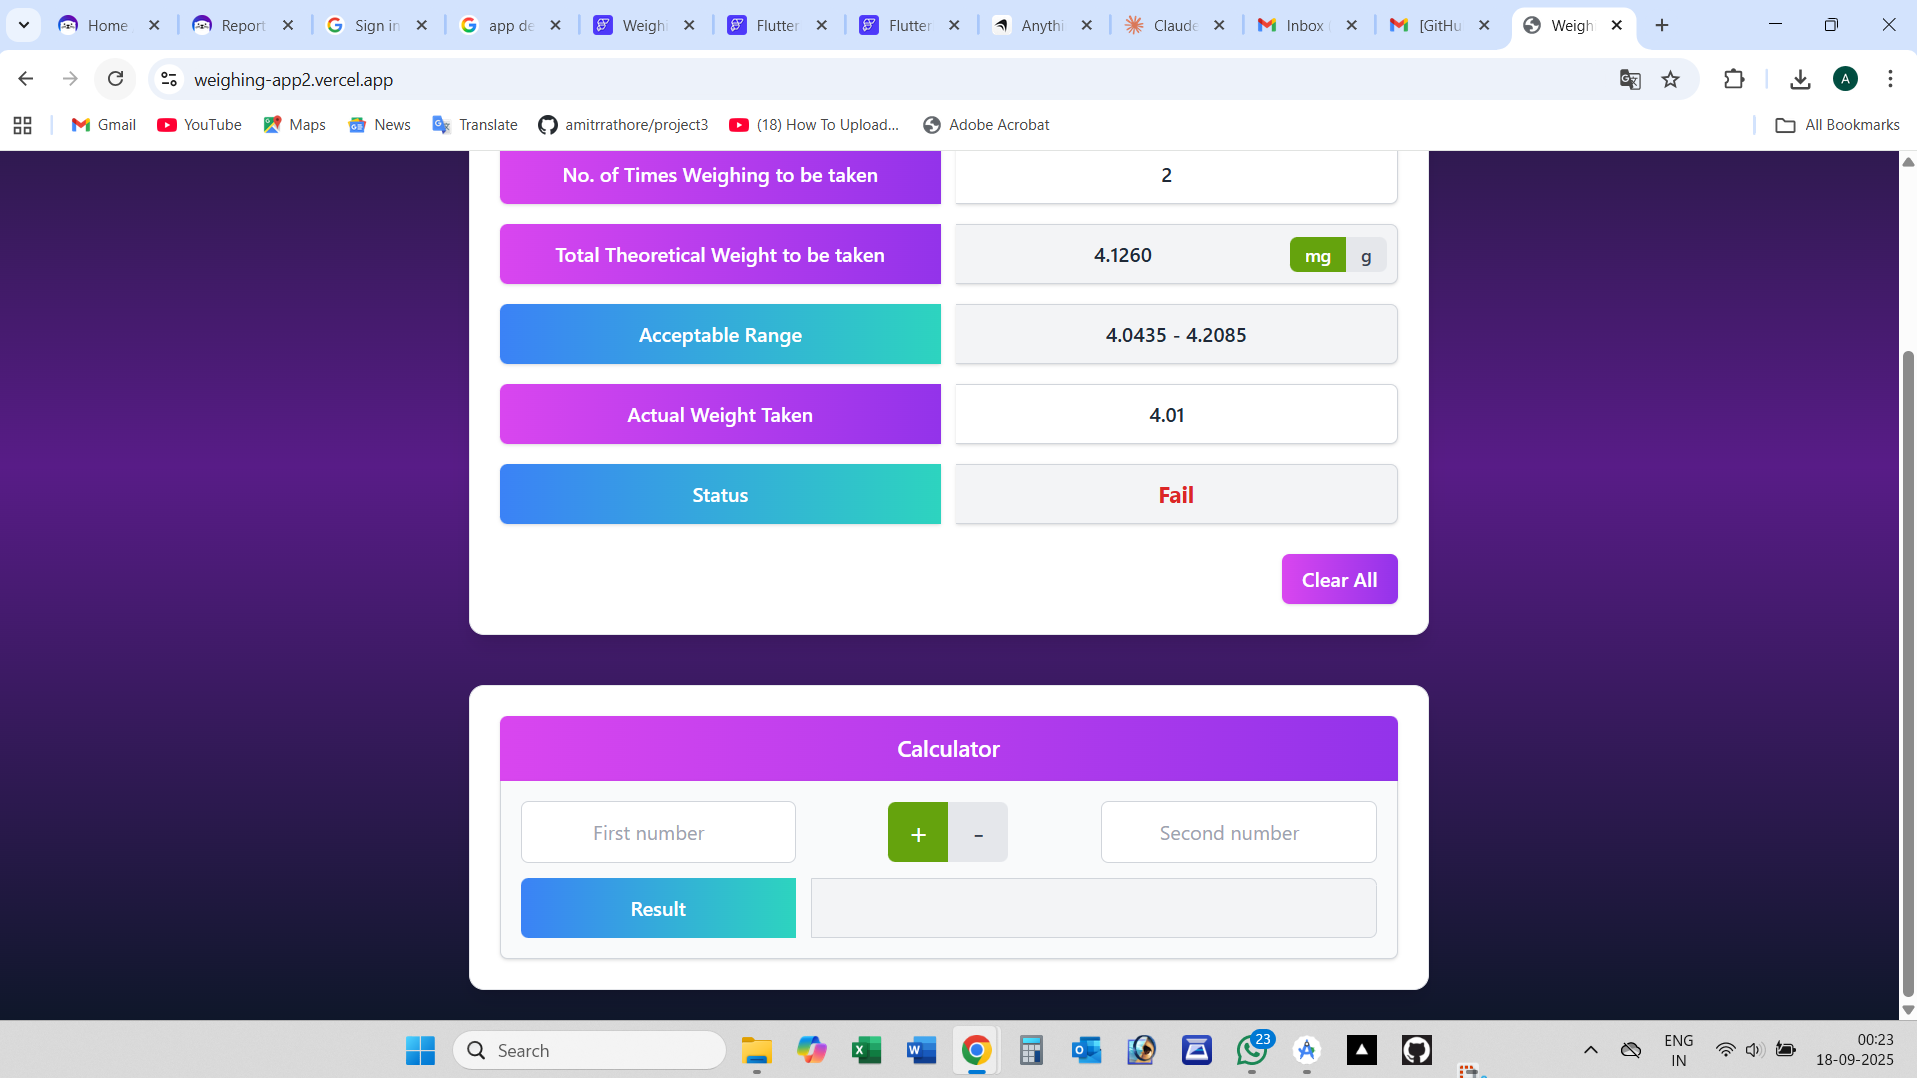 Home
Report
Sign in
app de
Weighi
Flutter
Flutter
Anythi
Claude
Inbox
[GitHu
Weigh
weighing-app2.vercel.app
A
Gmail
YouTube
Maps
News
Translate
amitrrathore/project3
(18) How To Upload...
Adobe Acrobat
All Bookmarks
No. of Times Weighing to be taken 2
Total Theoretical Weight to be taken 4.1260 mg g
Acceptable Range 4.0435 - 4.2085
Actual Weight Taken 4.01
Status Fail
Clear All
Calculator
First number + - Second number
Result
Search
23
ENG
IN
00:23
18-09-2025